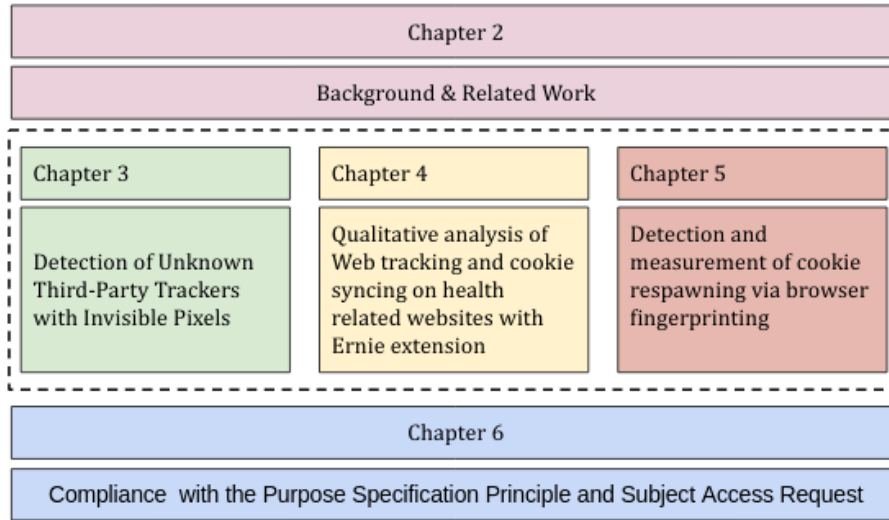 Chapter 2
Background & Related Work
Chapter 3
Detection of Unknown
Third-Party Trackers
with Invisible Pixels
Chapter 4
Qualitative analysis of
Web tracking and cookie
syncing on health
related websites with
Ernie extension
Chapter 5
Detection and
measurement of cookie
respawning via browser
fingerprinting
Chapter 6
Compliance with the Purpose Specification Principle and Subject Access Request